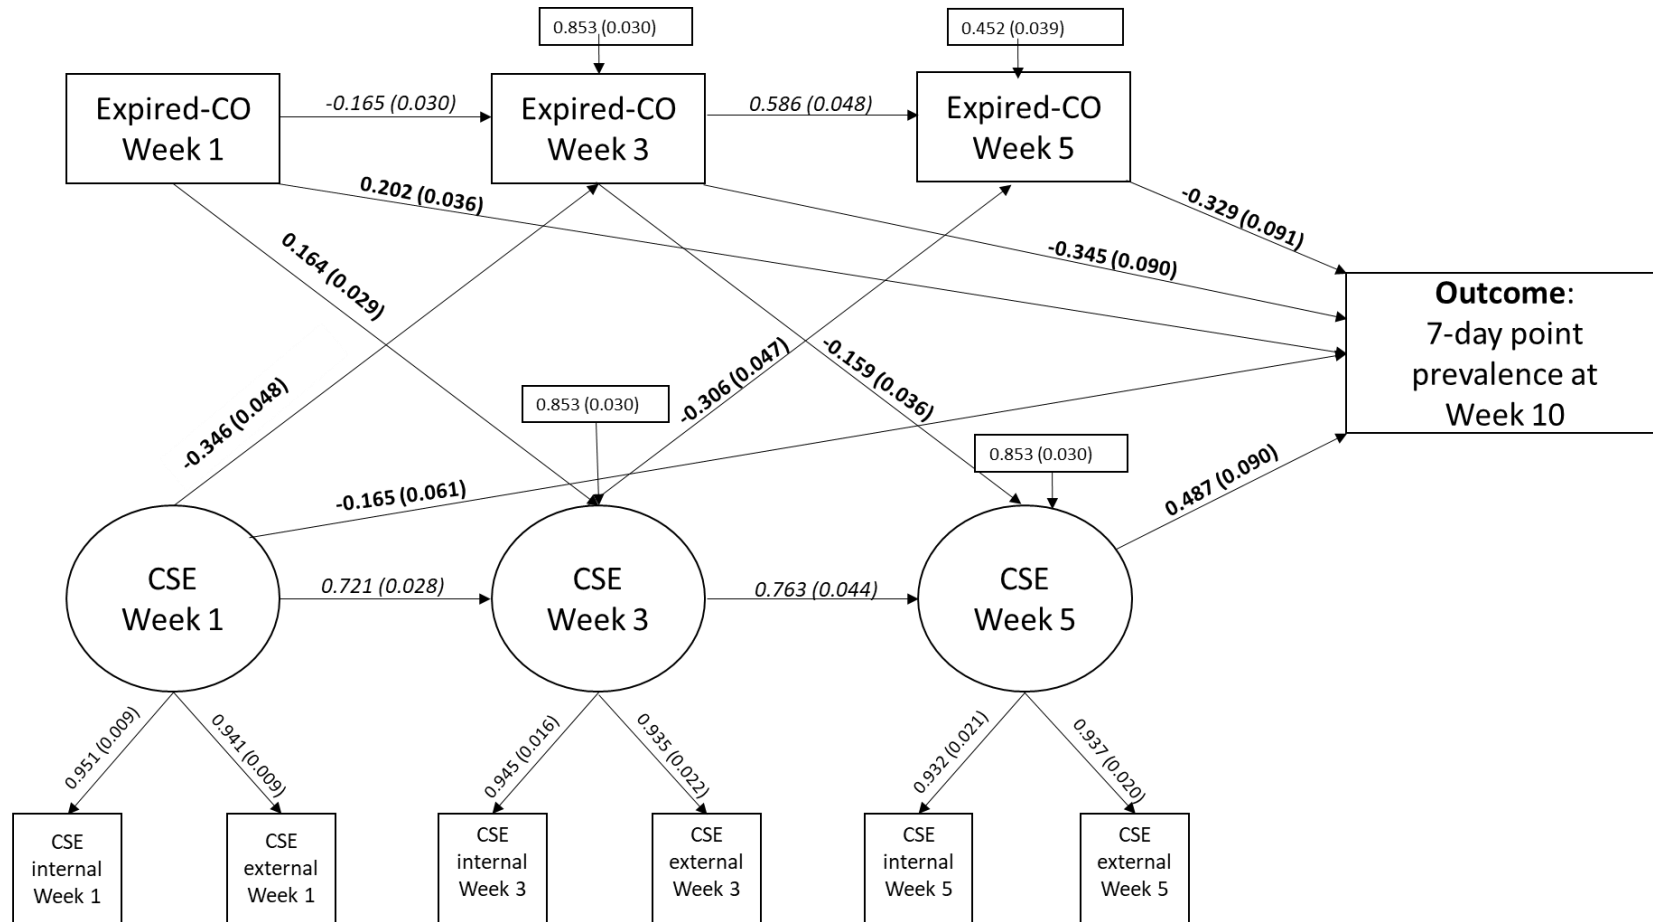 0.853 (0.030)
0.452 (0.039)
Expired-CO
Week 1
-0.165 (0.030)
Expired-CO
Week 3
0.586 (0.048)
Expired-CO
Week 5
0.202 (0.036)
-0.329 (0.091)
0.164 (0.029)
-0.345 (0.090)
Outcome:
7-day point
prevalence at
Week 10
-0.346 (0.048)
0.853 (0.030)
-0.306 (0.047)
-0.159 (0.036)
0.853 (0.030)
-0.165 (0.061)
0.487 (0.090)
CSE
Week 1
0.721 (0.028)
CSE
Week 3
0.763 (0.044)
CSE
Week 5
0.951 (0.009)
0.941 (0.009)
0.945 (0.016)
0.935 (0.022)
0.932 (0.021)
0.937 (0.020)
CSE
internal
Week 1
CSE
external
Week 1
CSE
internal
Week 3
CSE
external
Week 3
CSE
internal
Week 5
CSE
external
Week 5